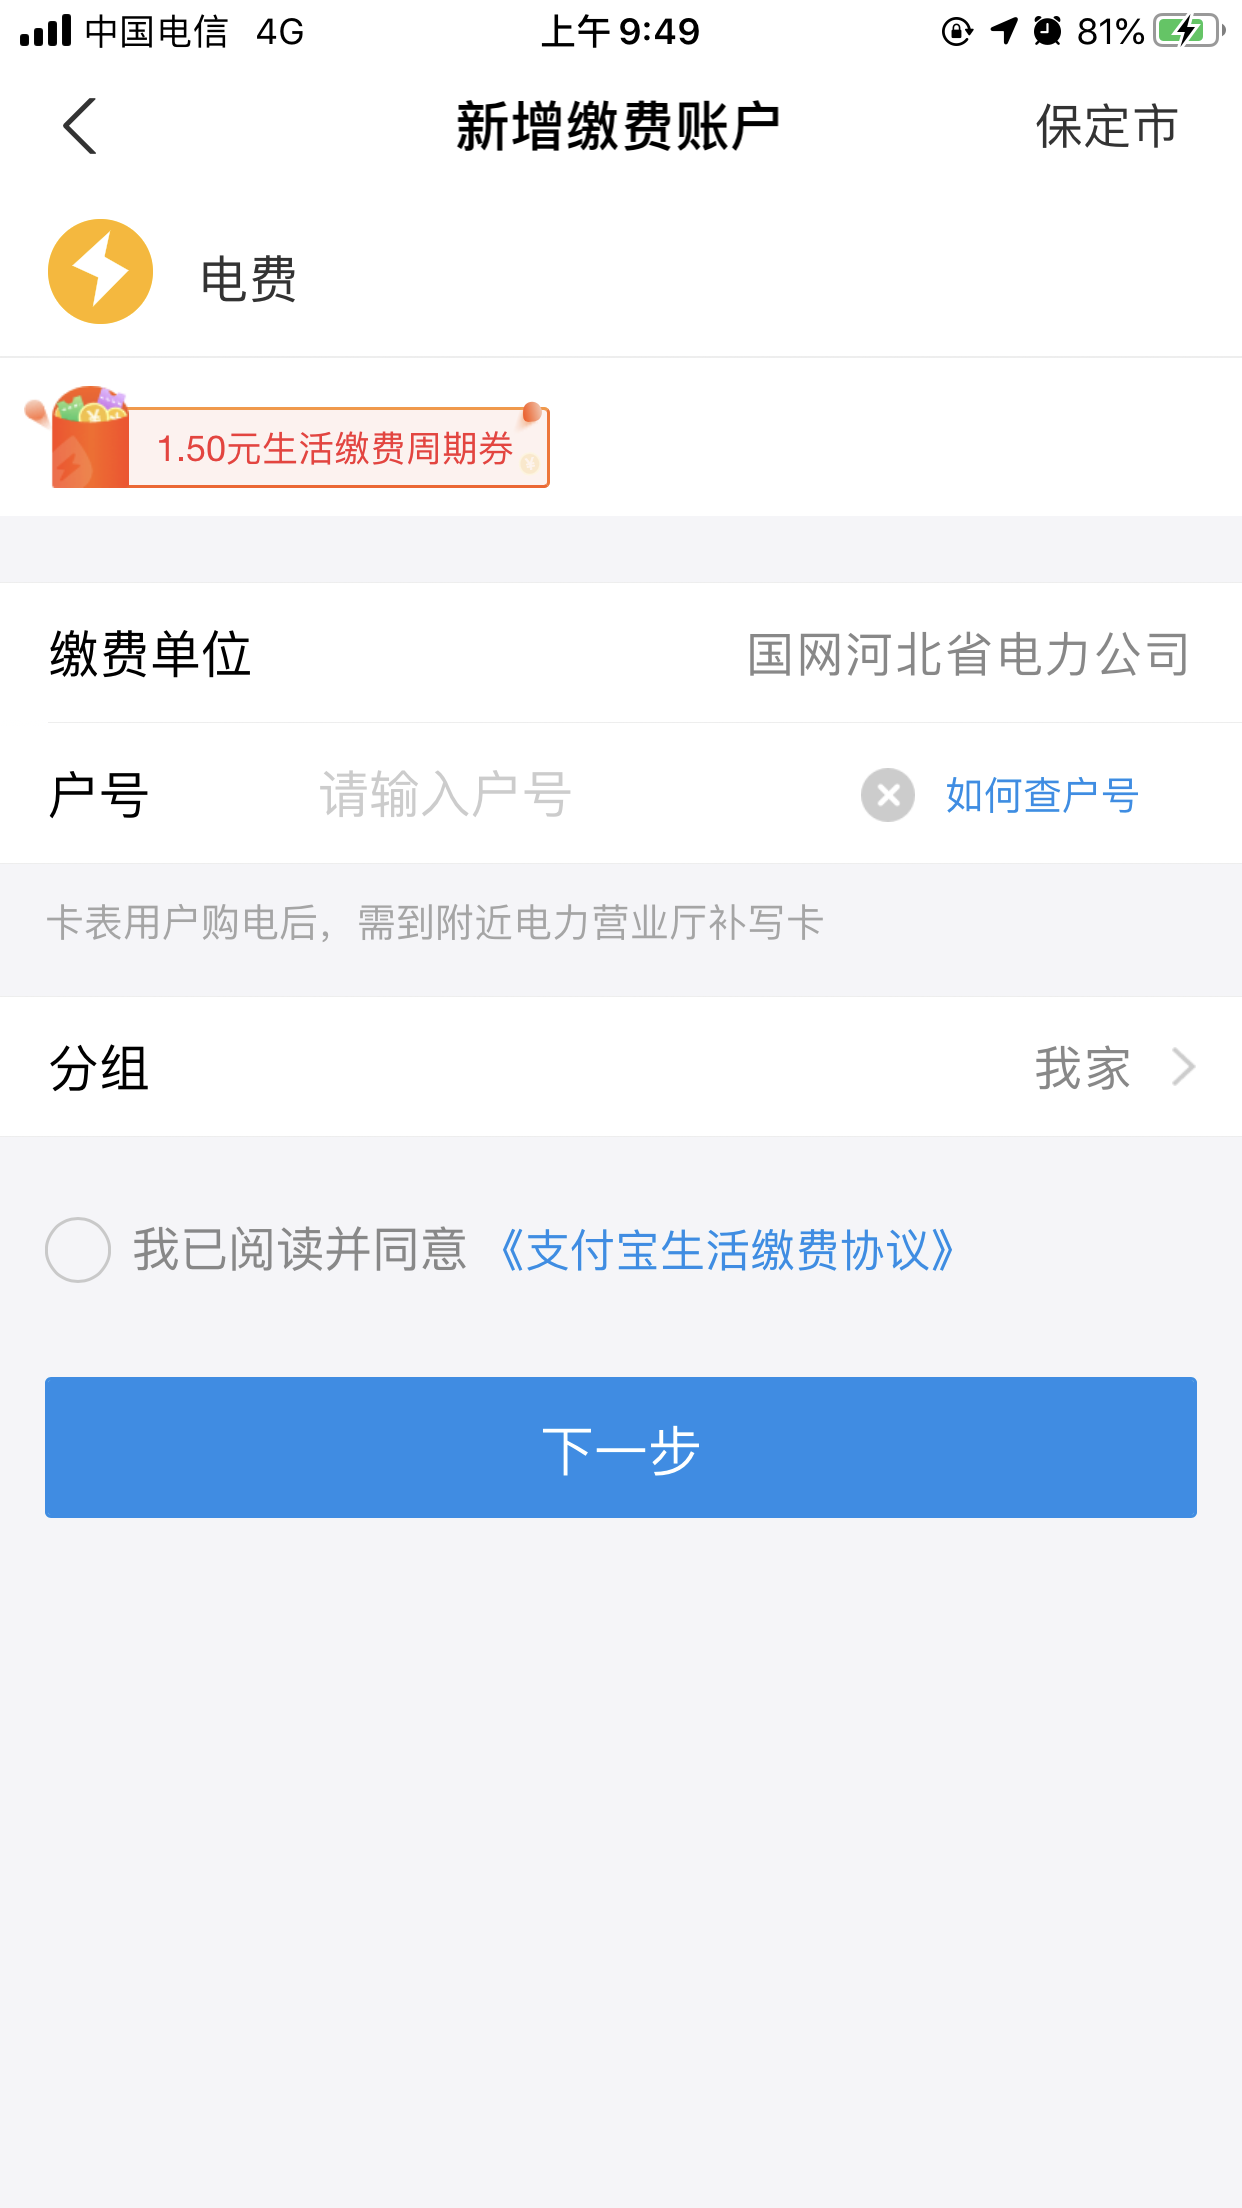 中国电信 4G 上午 9:49 81%
新增缴费账户 保定市
电费
1.50元生活缴费周期券
缴费单位 国网河北省电力公司
户号 请输入户号 如何查户号
卡表用户购电后，需到附近电力营业厅补写卡
分组 我家
我已阅读并同意 《支付宝生活缴费协议》
下一步